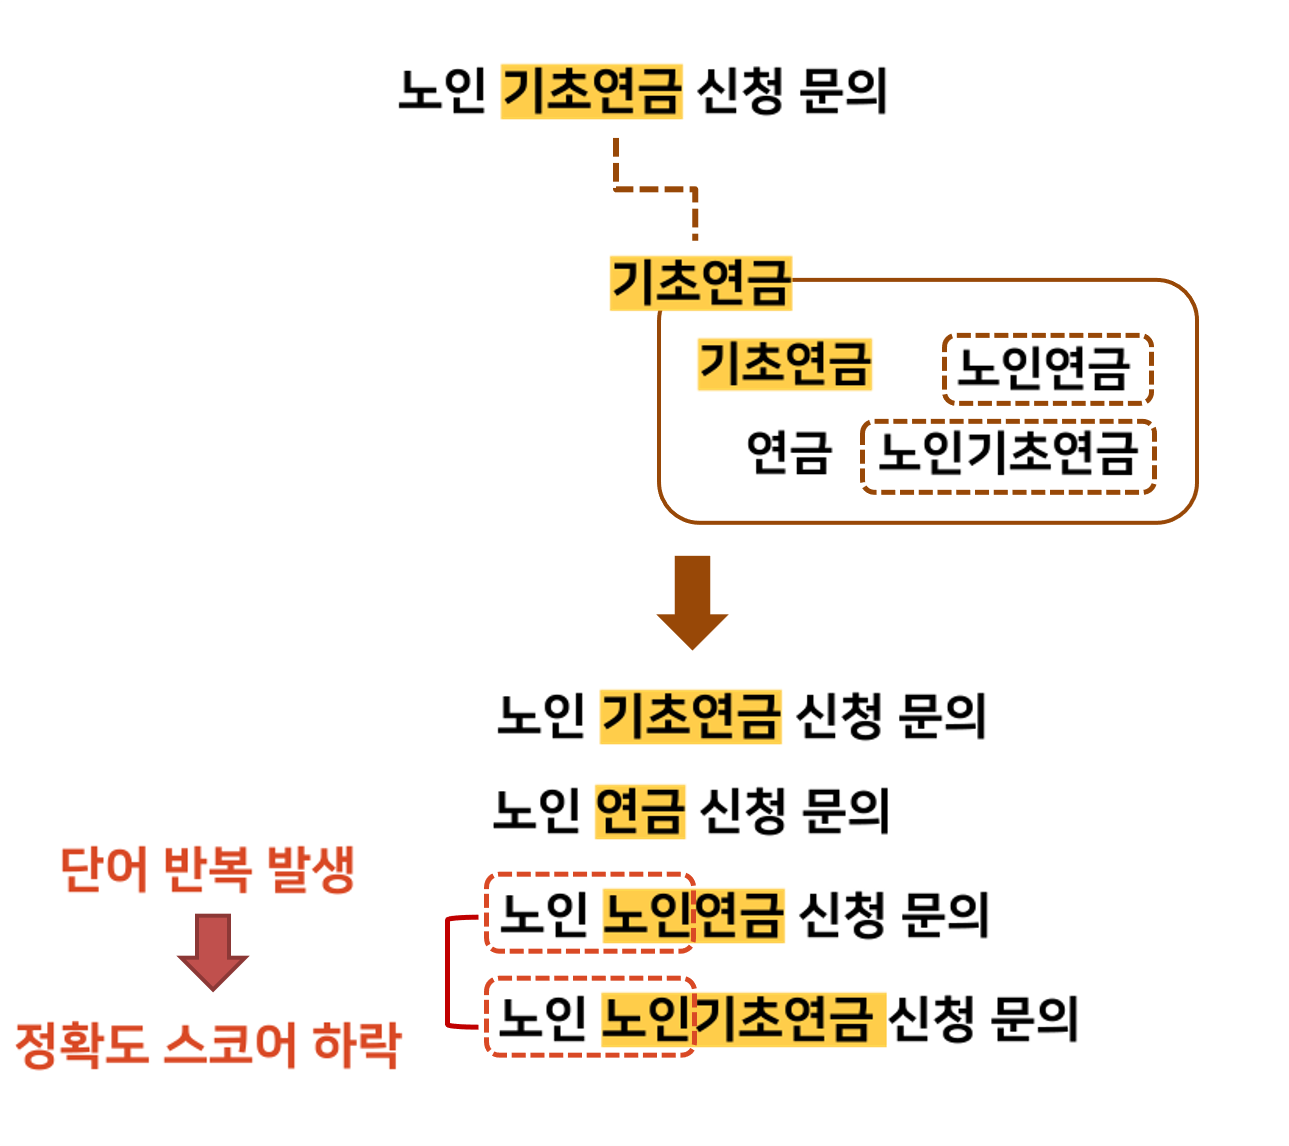 노인 기초연금 신청 문의
기초연금
기초연금 노인연금
연금 노인기초연금
노인 기초연금 신청 문의
노인 연금 신청 문의
단어 반복 발생
노인 노인연금 신청 문의
노인 노인기초연금 신청 문의
정확도 스코어 하락